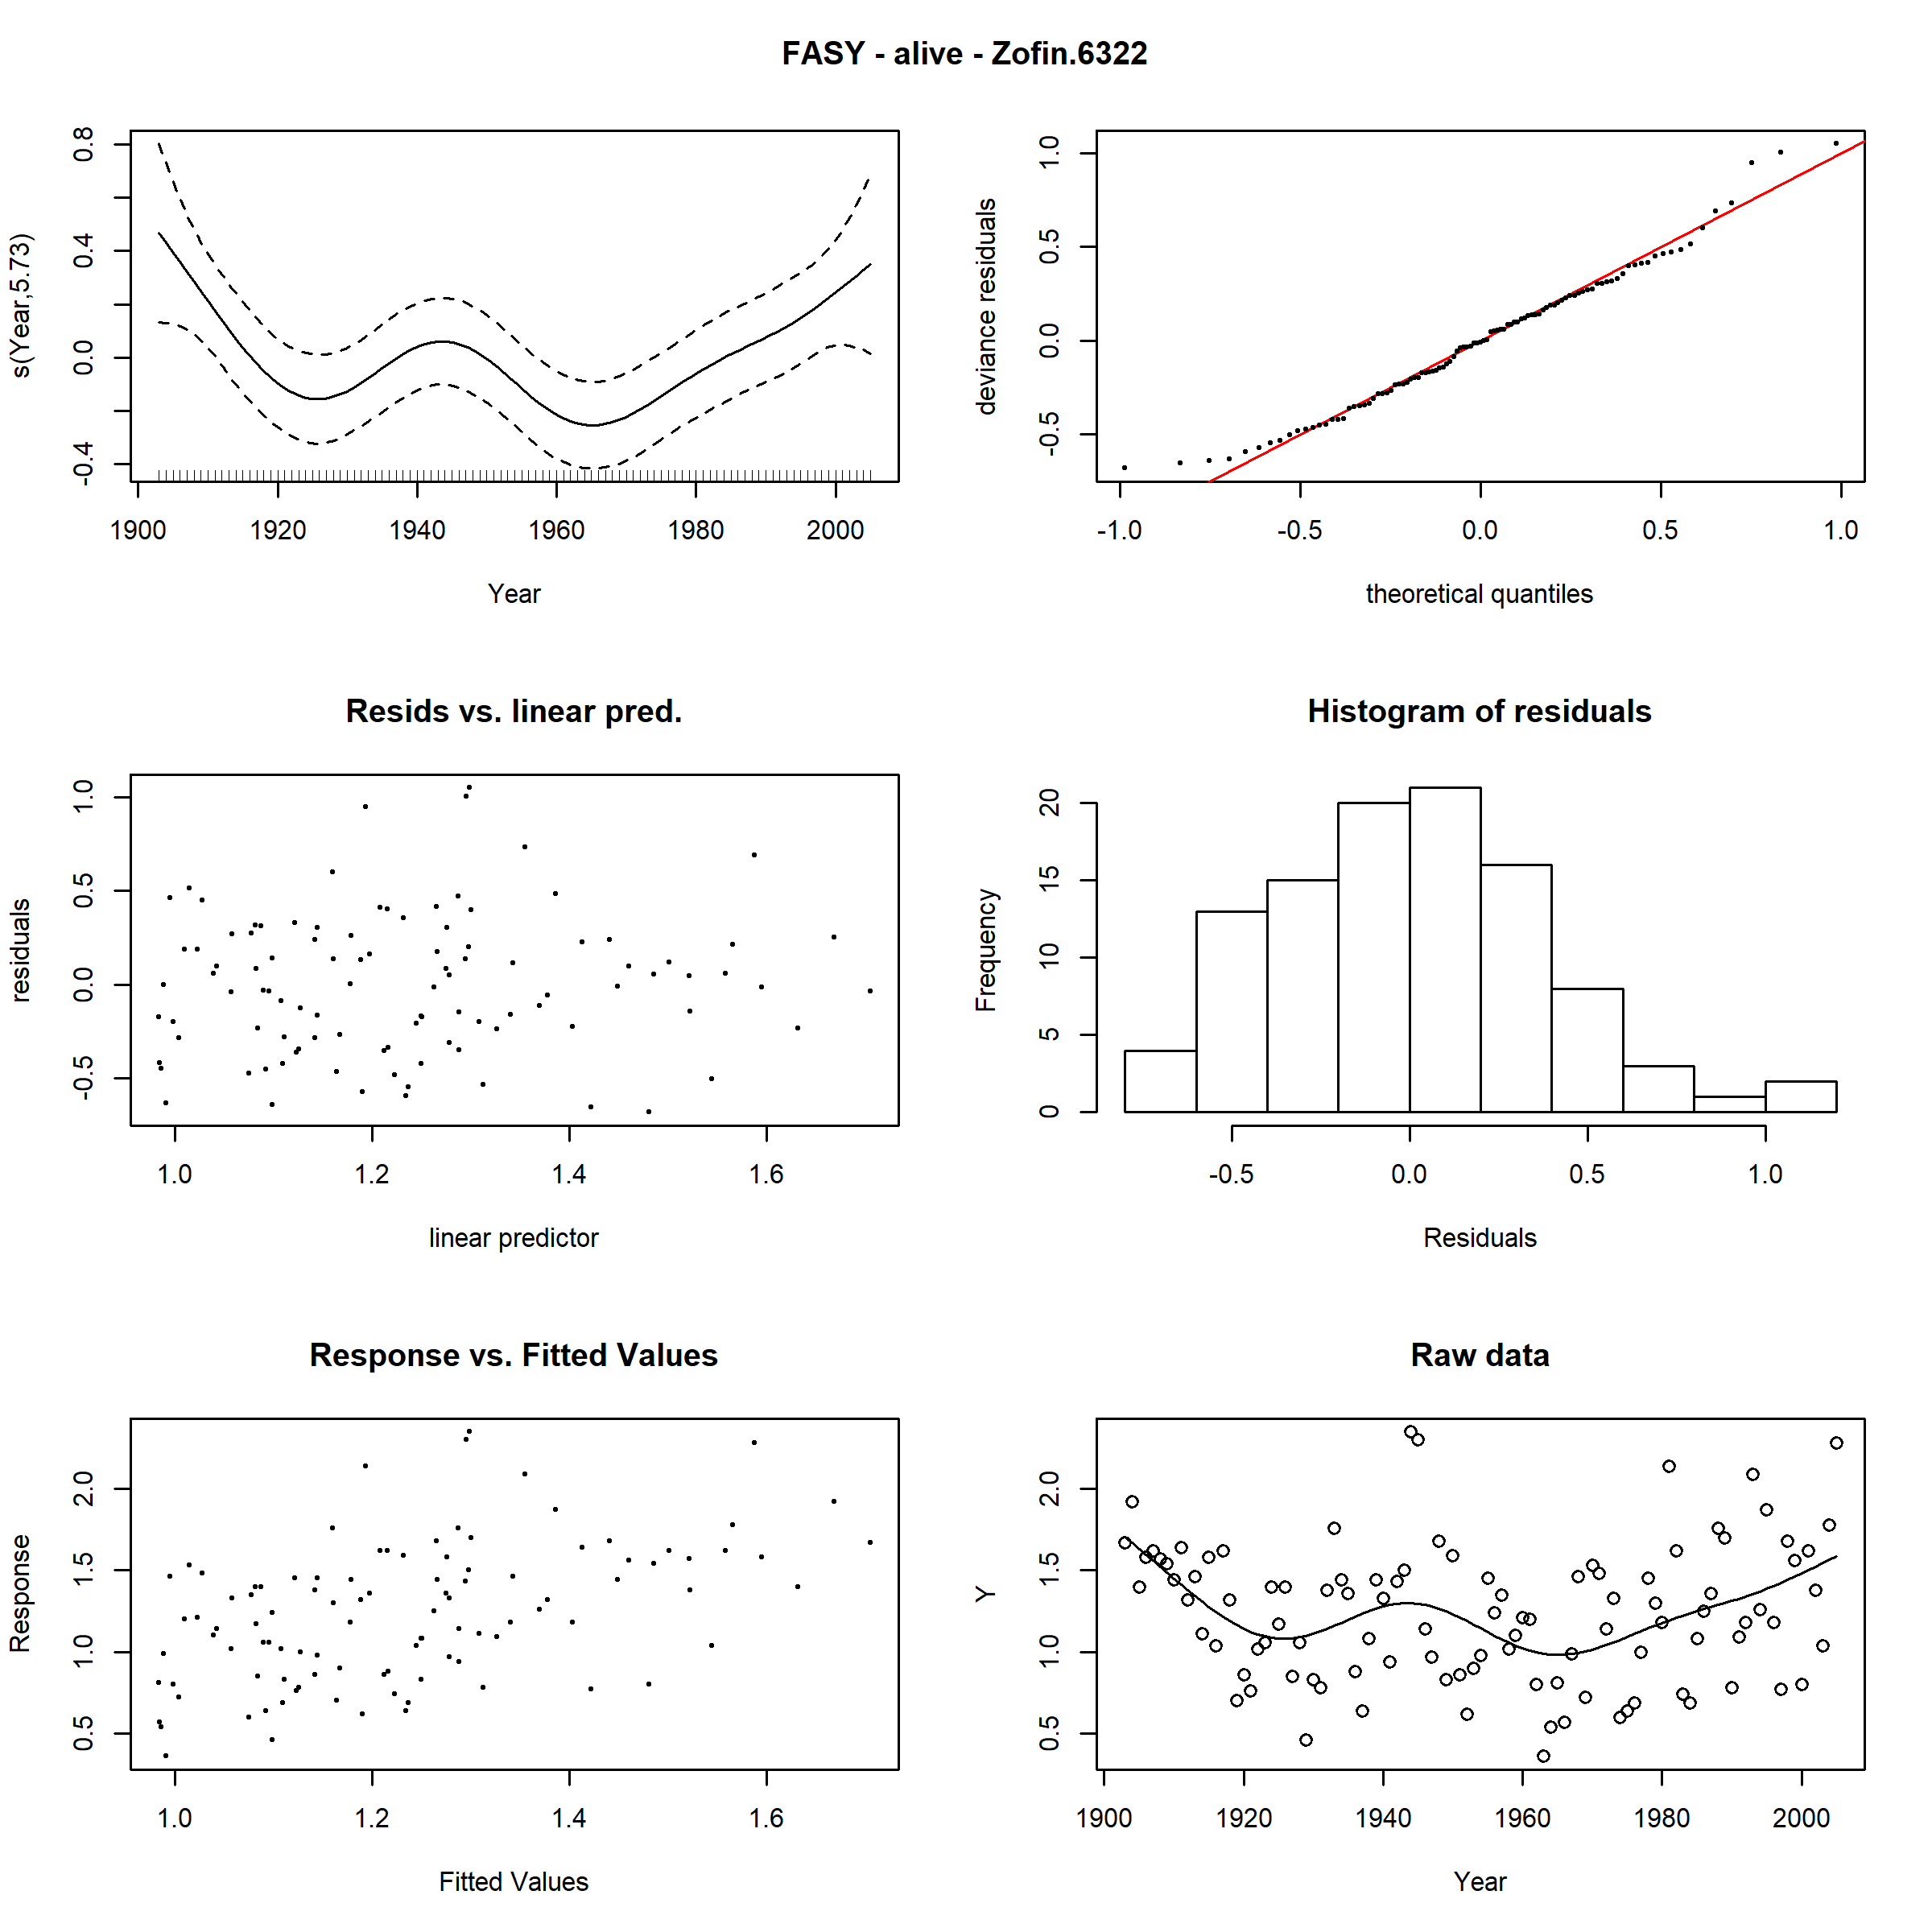 FASY - alive - Zofin.6322
s(Year,5.73)
-0.4 0.0 0.4 0.8
1900 1920 1940 1960 1980 2000
Year
deviance residuals
-0.5 0.0 0.5 1.0
-1.0 -0.5 0.0 0.5 1.0
theoretical quantiles
Resids vs. linear pred.
residuals
-0.5 0.0 0.5 1.0
1.0 1.2 1.4 1.6
linear predictor
Histogram of residuals
Frequency
0 5 10 15 20
-0.5 0.0 0.5 1.0
Residuals
Response vs. Fitted Values
Response
0.5 1.0 1.5 2.0
1.0 1.2 1.4 1.6
Fitted Values
Raw data
Y
0.5 1.0 1.5 2.0
1900 1920 1940 1960 1980 2000
Year